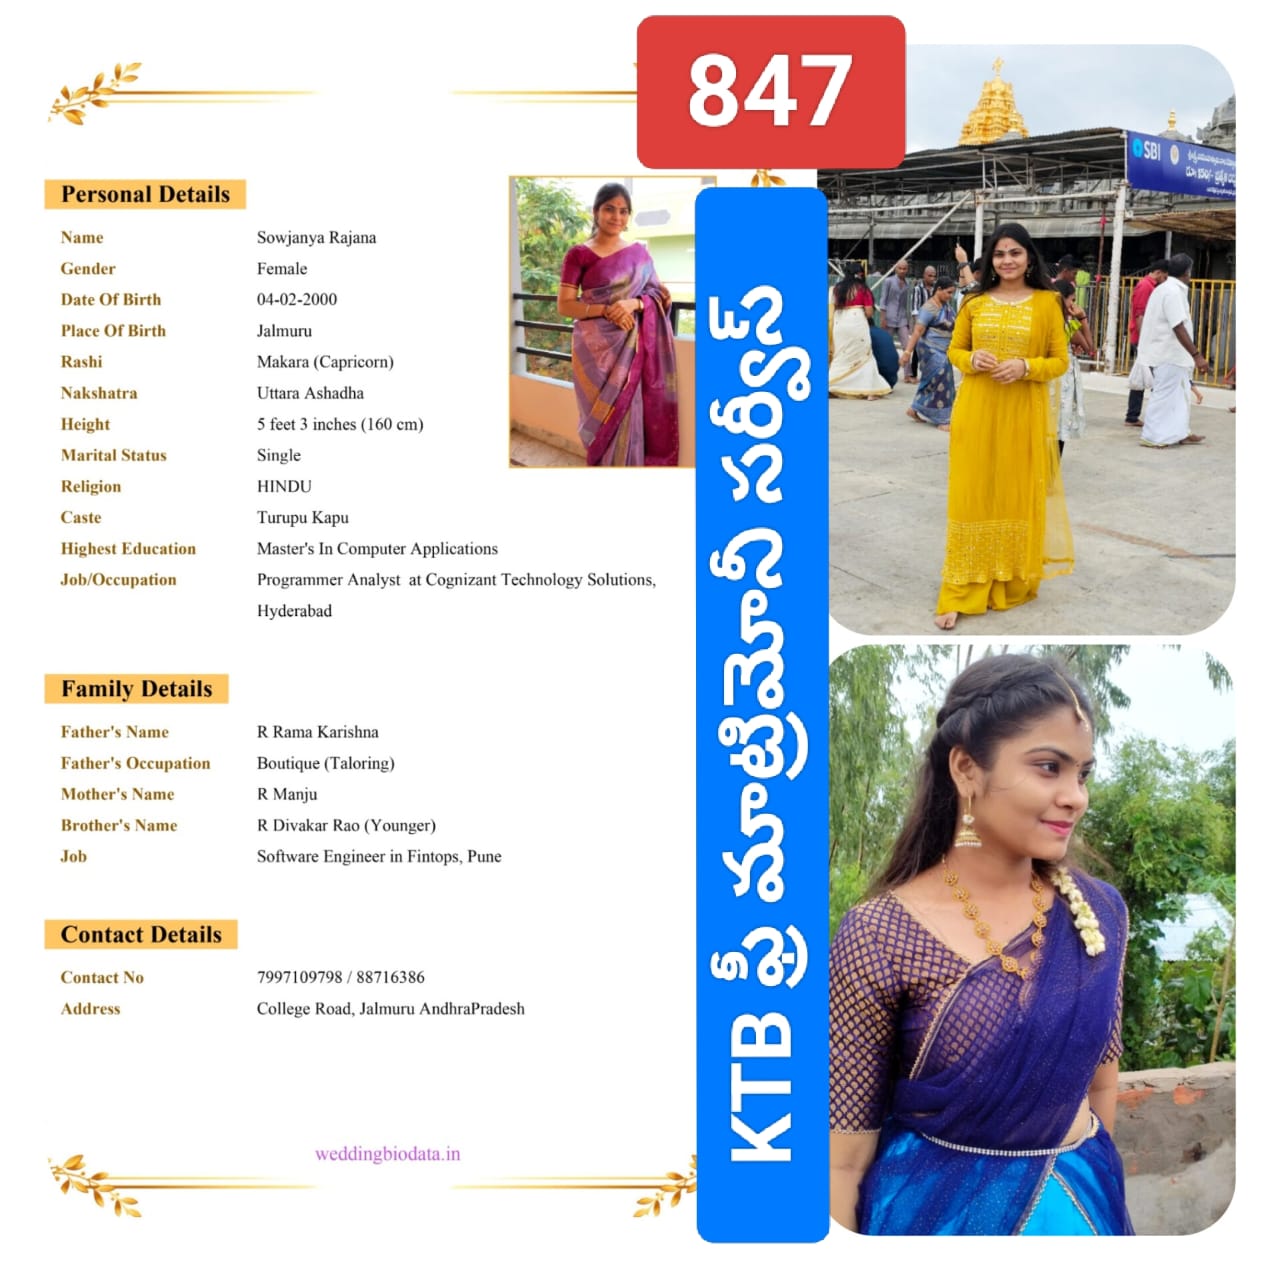 847
Personal Details
Name Sowjanya Rajana
Gender Female
Date Of Birth 04-02-2000
Place Of Birth Jalmuru
Rashi Makara (Capricorn)
Nakshatra Uttara Ashadha
Height 5 feet 3 inches (160 cm)
Marital Status Single
Religion HINDU
Caste Turupu Kapu
Highest Education Master's In Computer Applications
Job/Occupation Programmer Analyst at Cognizant Technology Solutions,
Hyderabad
Family Details
Father's Name R Rama Karishna
Father's Occupation Boutique (Taloring)
Mother's Name R Manju
Brother's Name R Divakar Rao (Younger)
Job Software Engineer in Fintops, Pune
Contact Details
Contact No 7997109798 / 88716386
Address College Road, Jalmuru AndhraPradesh
weddingbiodata.in
KTB ఫ్రీ మాట్రిమోనీ సర్వీస్
SBI